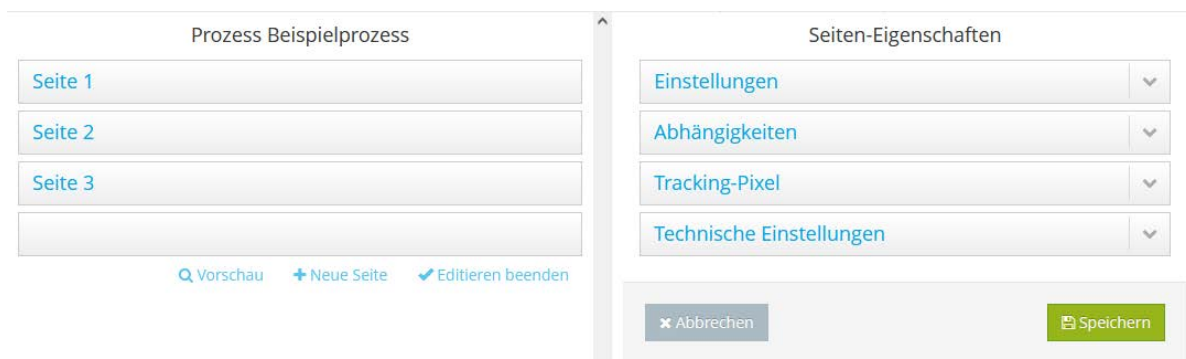 Prozess Beispielprozess
Seite 1
Seite 2
Seite 3
Vorschau
Neue Seite
Editieren beenden
Seiten-Eigenschaften
Einstellungen
Abhängigkeiten
Tracking-Pixel
Technische Einstellungen
Abbrechen
Speichern